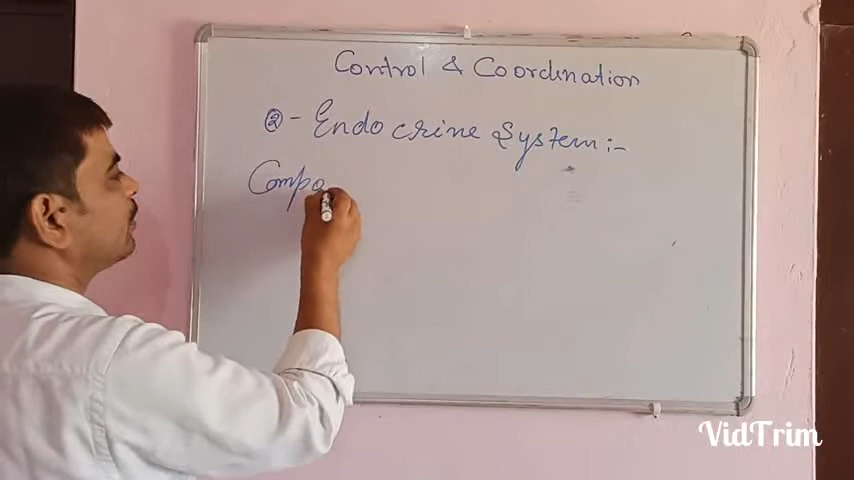 Control & Coordination
② - Endocrine System :-
Compo
VidTrim